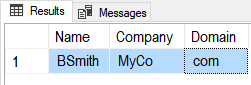 Results Messages
Name Company Domain
1 BSmith MyCo com